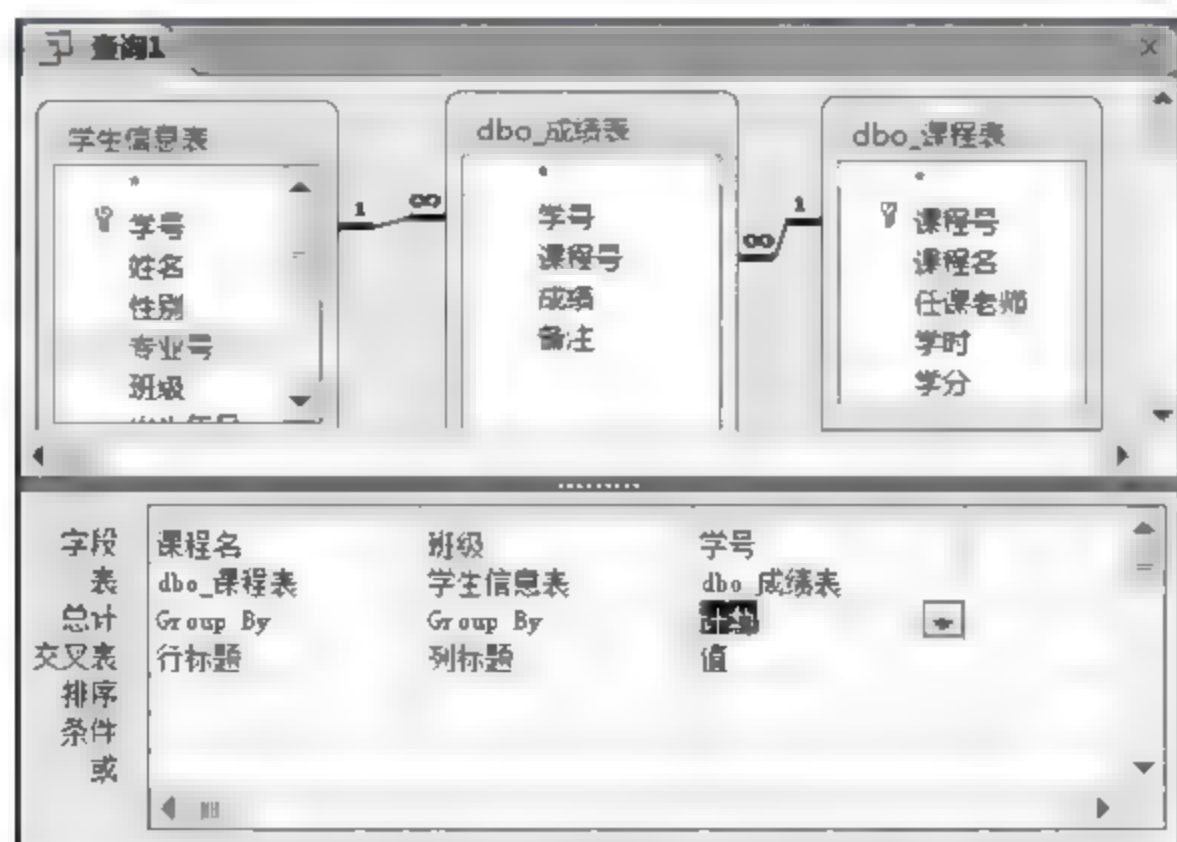 查询1
学生信息表
*
学号
姓名
性别
专业号
班级
dbo_成绩表
*
学号
课程号
成绩
备注
dbo_课程表
*
课程号
课程名
任课老师
学时
学分
1 ∞
∞ 1
字段 课程名 班级 学号
表 dbo_课程表 学生信息表 dbo_成绩表
总计 Group By Group By 计数
交叉表 行标题 列标题 值
排序
条件
或